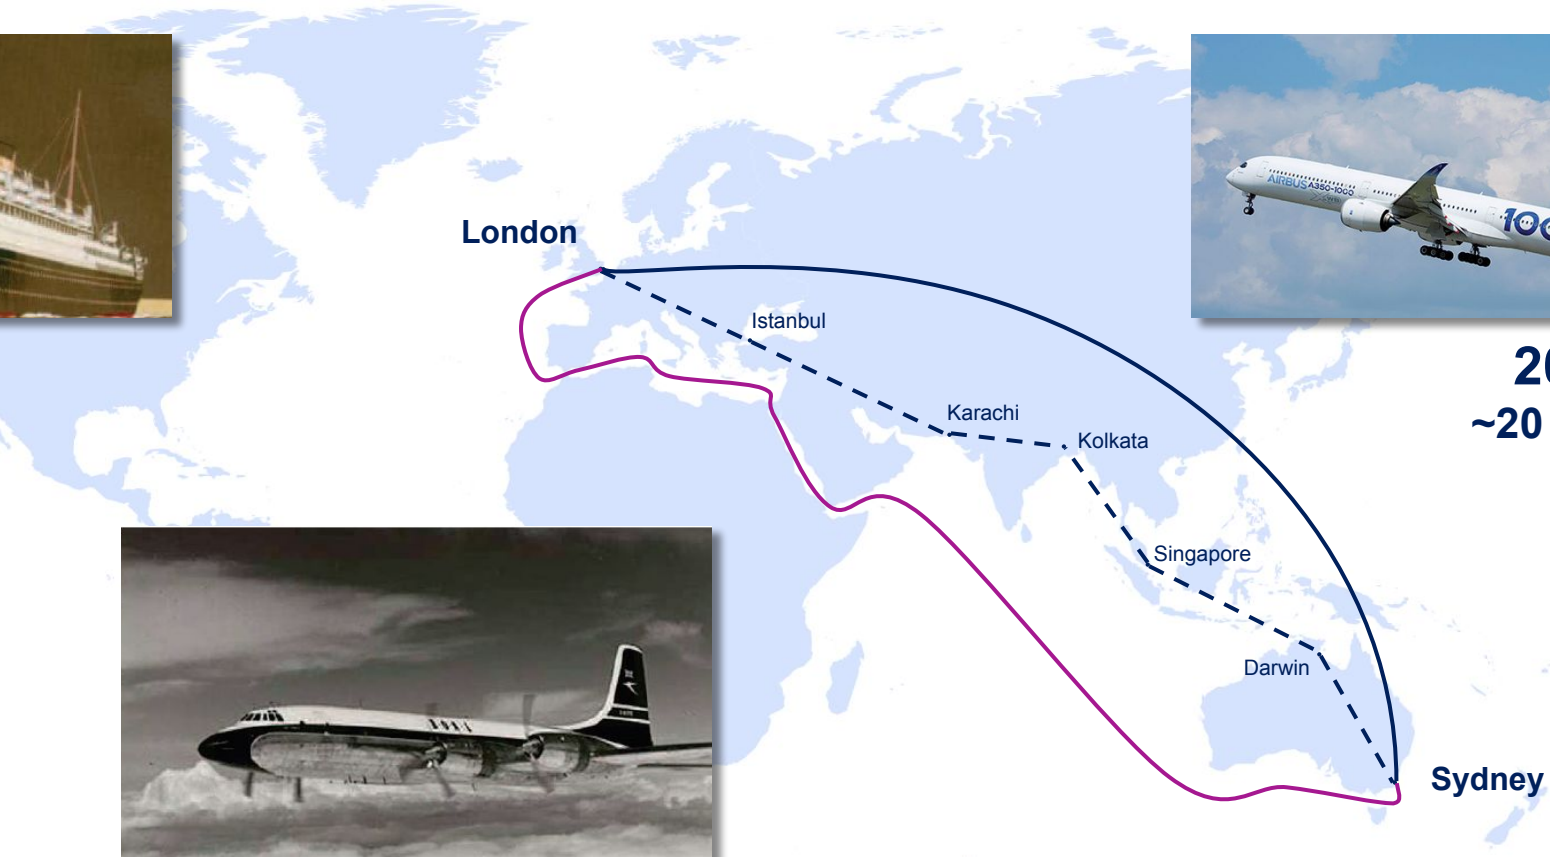 London
AIRBUS A350-1000
Istanbul
~20
Karachi
Kolkata
Singapore
Darwin
Sydney